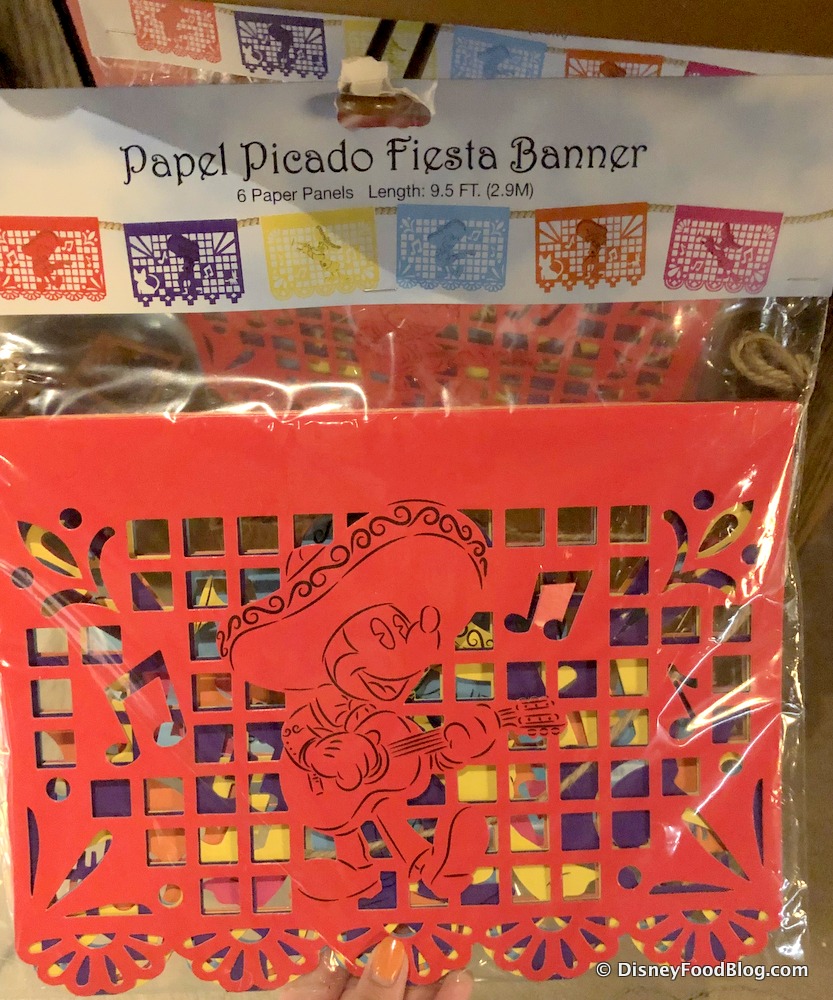 Papel Picado Fiesta Banner
6 Paper Panels Length: 9.5 FT. (2.9M)
© DisneyFoodBlog.com